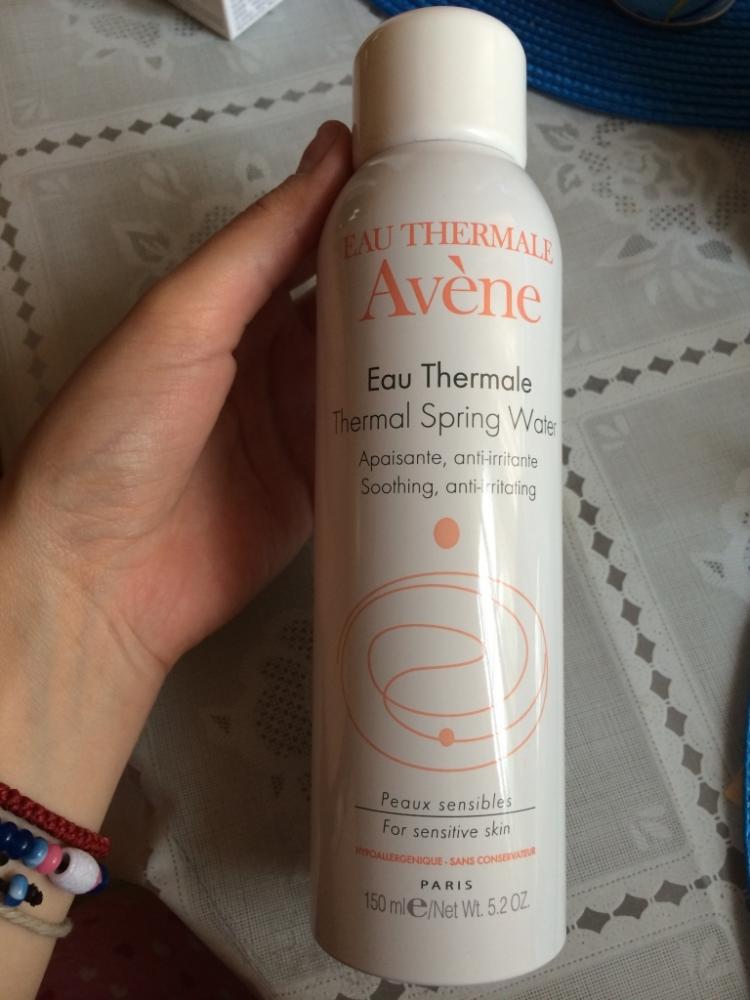 EAU THERMALE
Avène
Eau Thermale
Thermal Spring Water
Apaisante, anti-irritante
Soothing, anti-irritating
Peaux sensibles
For sensitive skin
HYPOALLERGENIQUE - SANS CONSERVATEUR
PARIS
150 ml e/Net Wt. 5.2 OZ.